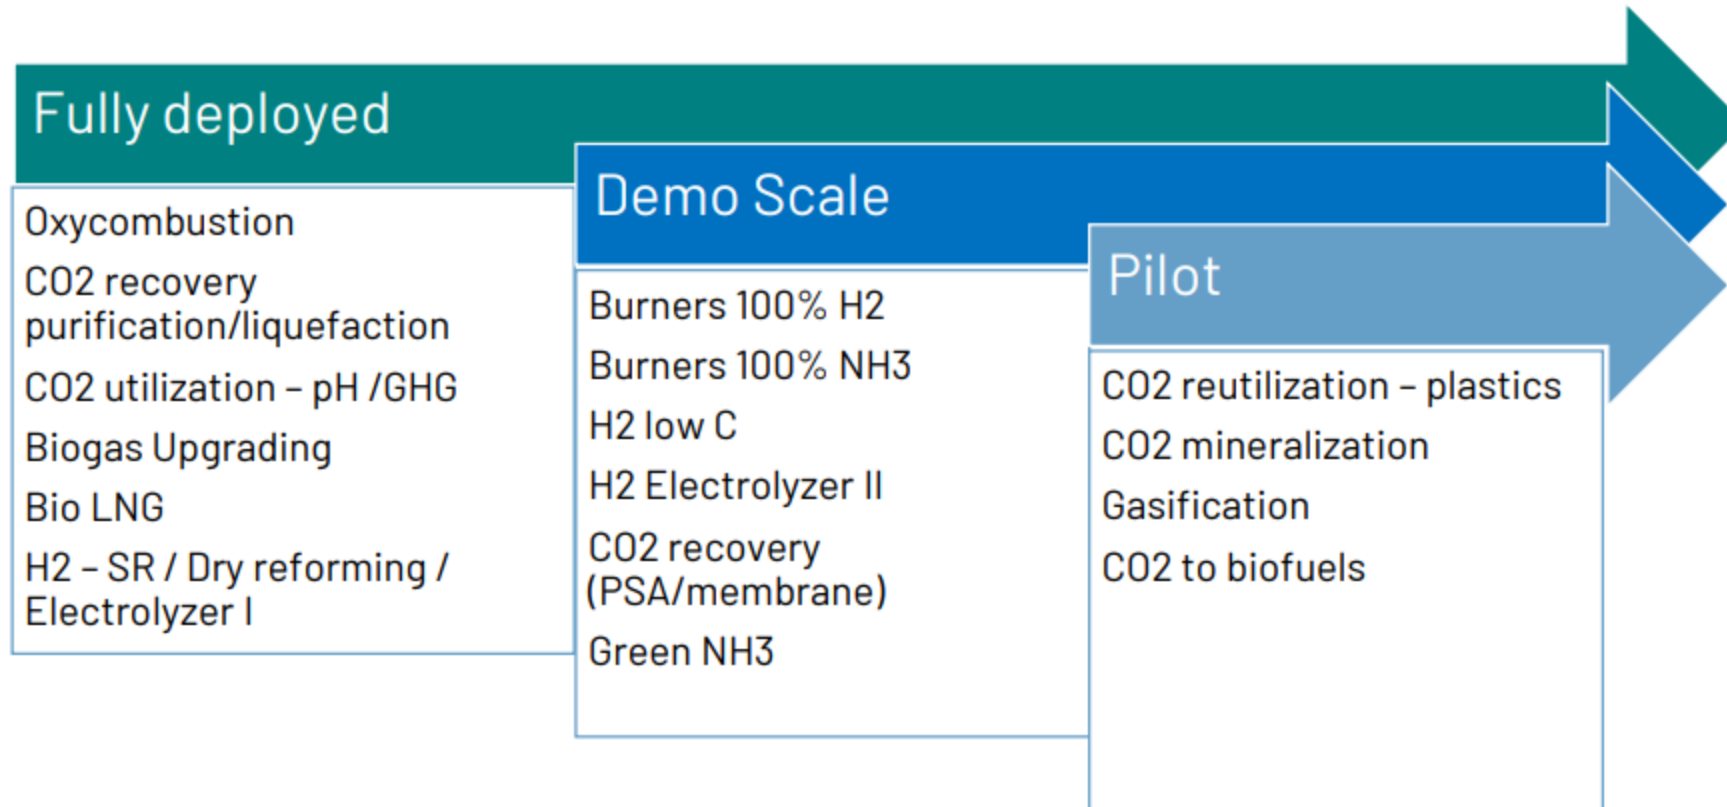 Fully deployed
Oxycombustion
CO2 recovery
purification/liquefaction
CO2 utilization – pH /GHG
Biogas Upgrading
Bio LNG
H2 – SR / Dry reforming /
Electrolyzer I
Demo Scale
Burners 100% H2
Burners 100% NH3
H2 low C
H2 Electrolyzer II
CO2 recovery
(PSA/membrane)
Green NH3
Pilot
CO2 reutilization – plastics
CO2 mineralization
Gasification
CO2 to biofuels